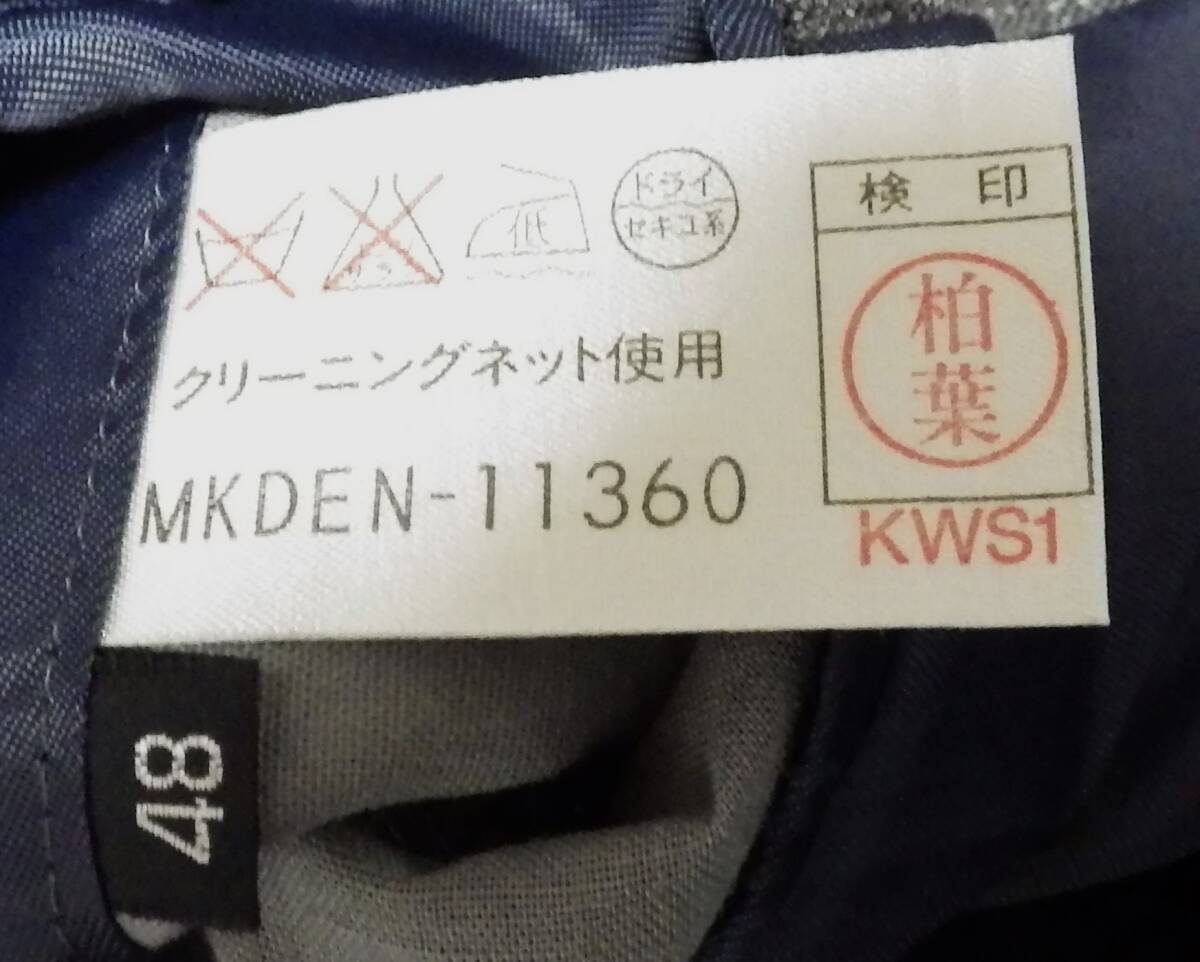 低
ドライ
セキユ系
クリーニングネット使用
MKDEN-11360
検 印
柏
葉
KWS1
48